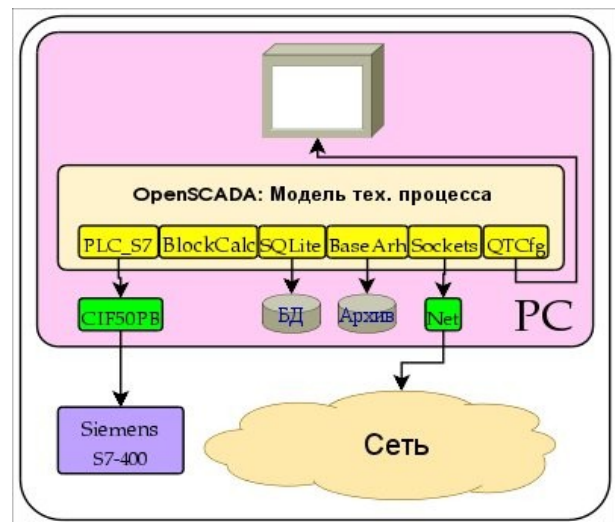 OpenSCADA: Модель тех. процесса
PLC_S7
BlockCalc
SQLite
BaseArh
Sockets
QTCfg
CIF50PB
БД
Архив
Net
PC
Siemens
S7-400
Сеть